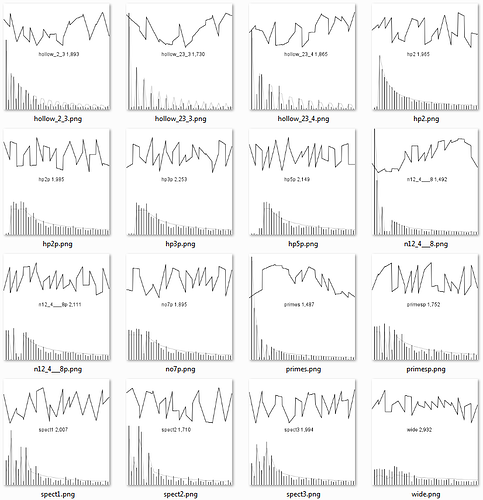 hollow_2_3 1,893
hollow_23_3 1,730
hollow_23_4 1,865
hp2 1,955
hollow_2_3.png
hollow_23_3.png
hollow_23_4.png
hp2.png
hp2p 1,985
hp3p 2,253
hp5p 2,149
n12_4___8 1,492
hp2p.png
hp3p.png
hp5p.png
n12_4___8.png
n12_4___8p 2,111
no7p 1,895
primes 1,487
primesp 1,752
n12_4___8p.png
no7p.png
primes.png
primesp.png
spect1 2,007
spect2 1,710
spect3 1,994
wide 2,932
spect1.png
spect2.png
spect3.png
wide.png